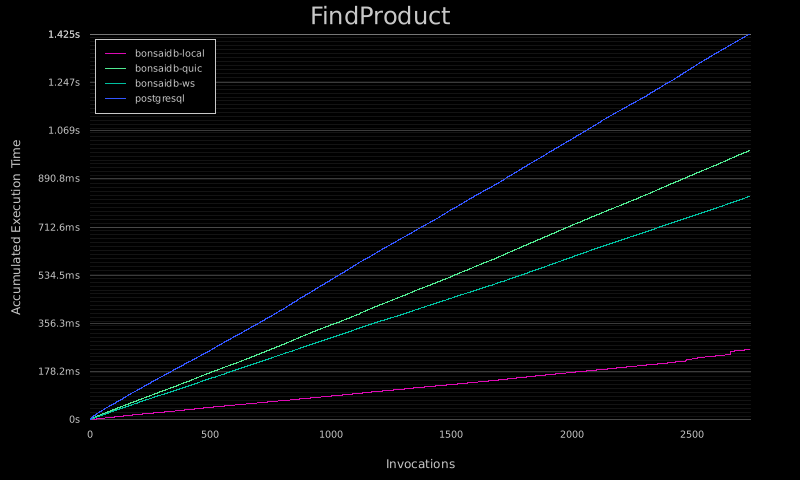 FindProduct
1.425s
bonsaidb-local
bonsaidb-quic
bonsaidb-ws
postgresql
1.247s
1.069s
890.8ms
712.6ms
534.5ms
356.3ms
178.2ms
0s
Accumulated Execution Time
0 500 1000 1500 2000 2500
Invocations